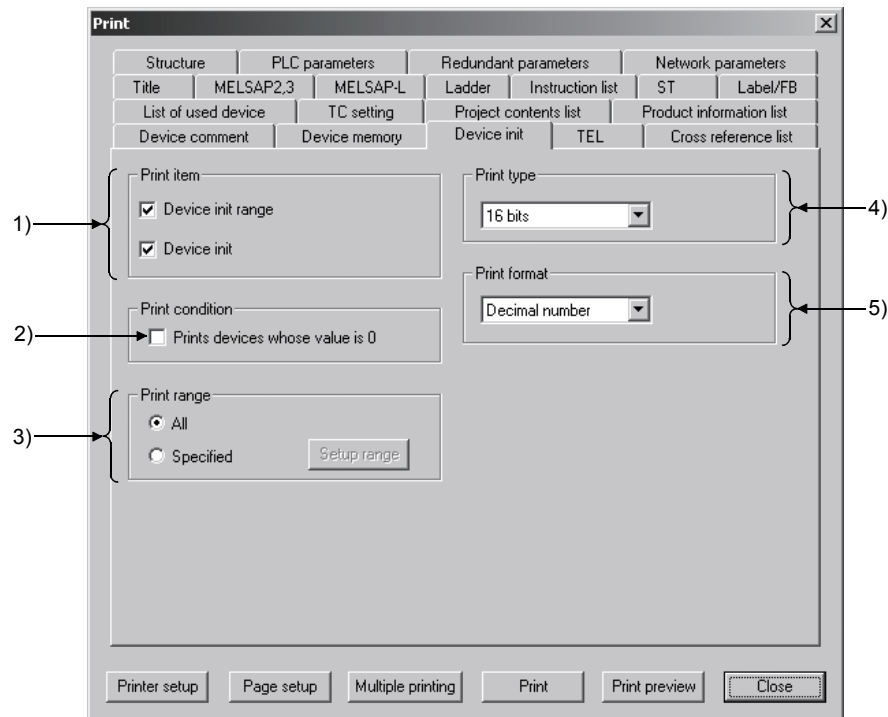 Print
Structure PLC parameters Redundant parameters Network parameters
Title MELSAP2,3 MELSAP-L Ladder Instruction list ST Label/FB
List of used device TC setting Project contents list Product information list
Device comment Device memory Device init TEL Cross reference list
Print item
1)
Device init range
Device init
Print type
16 bits
4)
Print condition
2)
Prints devices whose value is 0
Print format
Decimal number
5)
Print range
3)
All
Specified Setup range
Printer setup Page setup Multiple printing Print Print preview Close